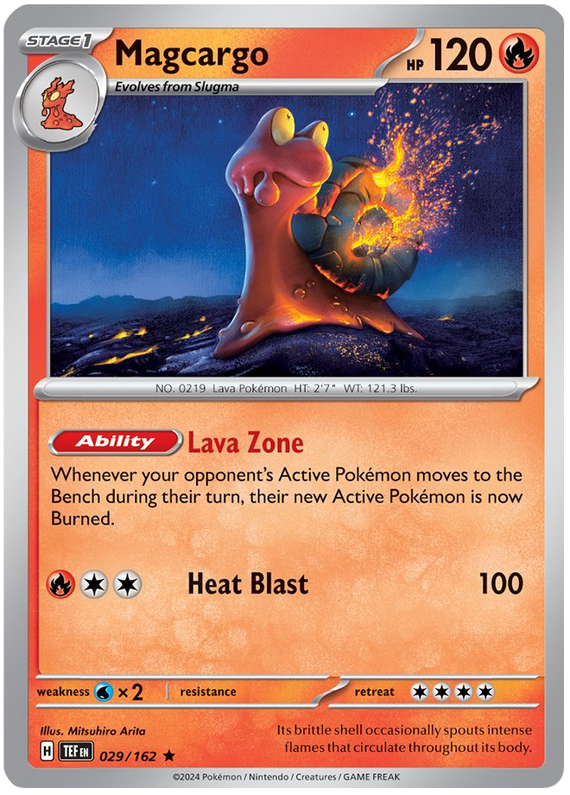 STAGE1
Magcargo
HP 120
Evolves from Slugma
NO. 0219 Lava Pokémon HT: 2'7" WT: 121.3 lbs.
Ability Lava Zone
Whenever your opponent's Active Pokémon moves to the
Bench during their turn, their new Active Pokémon is now
Burned.
Heat Blast 100
weakness ×2 resistance retreat
Illus. Mitsuhiro Arita
Its brittle shell occasionally spouts intense
flames that circulate throughout its body.
H TEF EN 029/162
©2024 Pokémon / Nintendo / Creatures / GAME FREAK